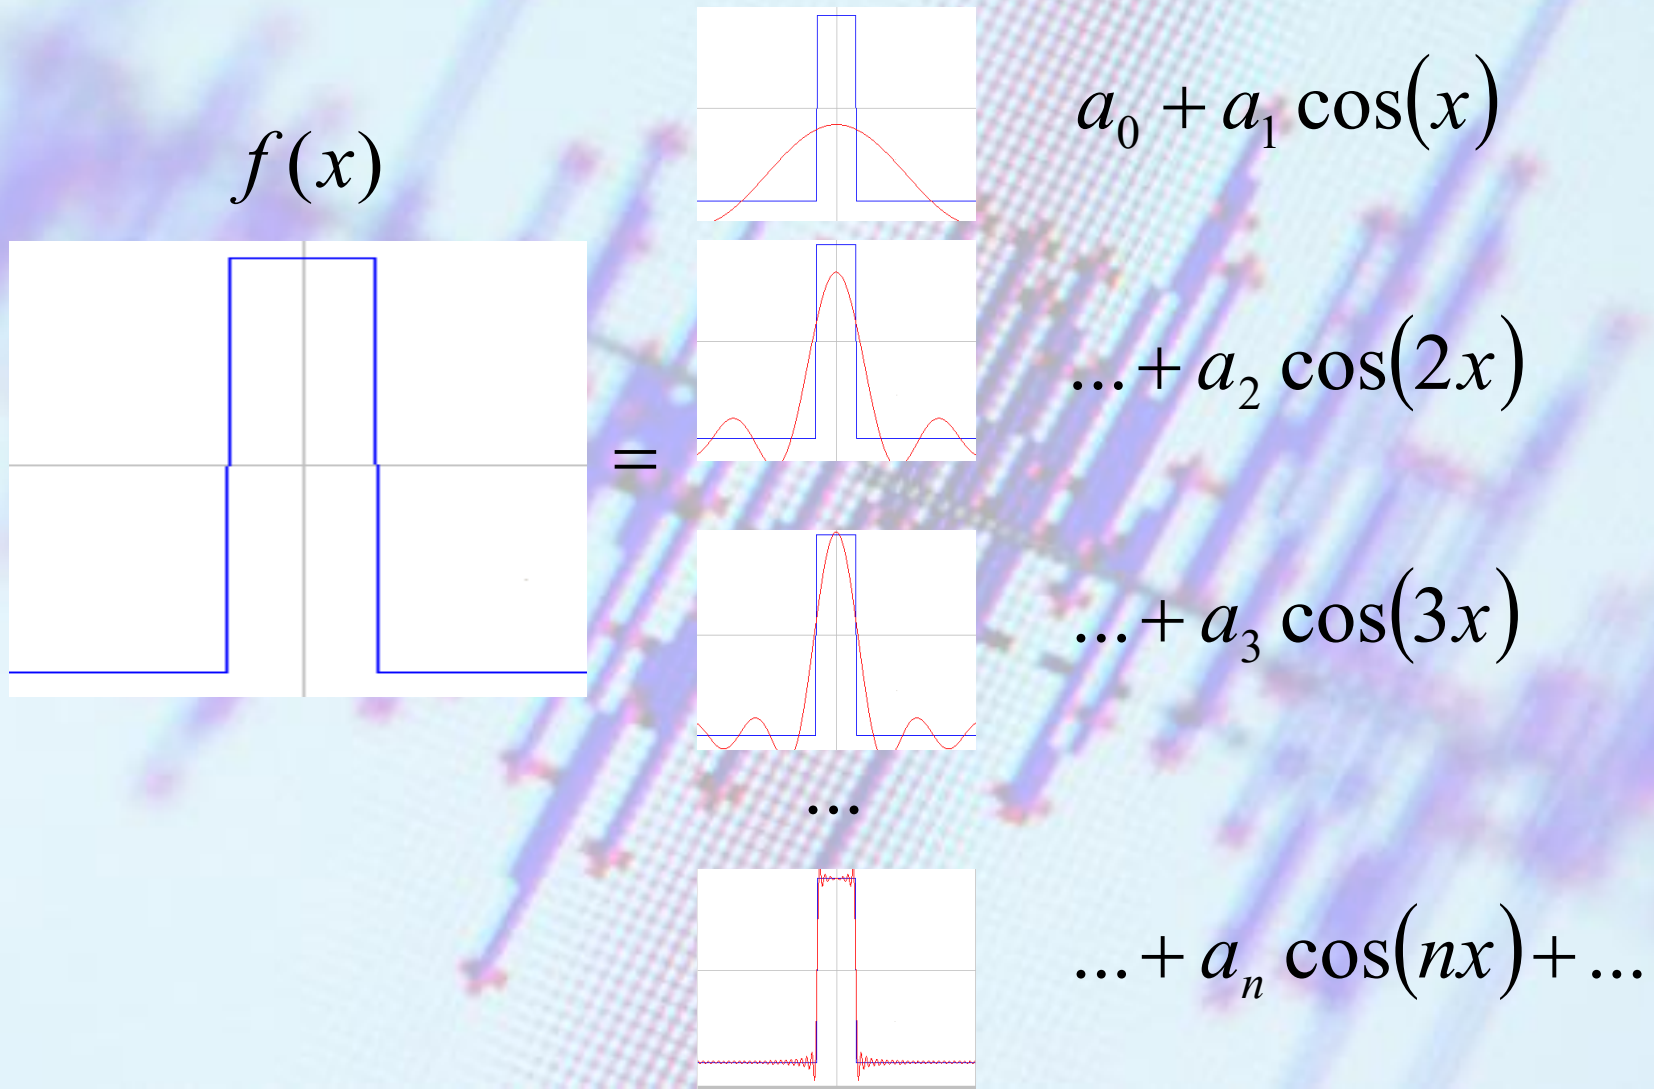 f(x)
=
a₀ + a₁ cos(x)
...+ a₂ cos(2x)
...+ a₃ cos(3x)
...
...+ aₙ cos(nx)+...